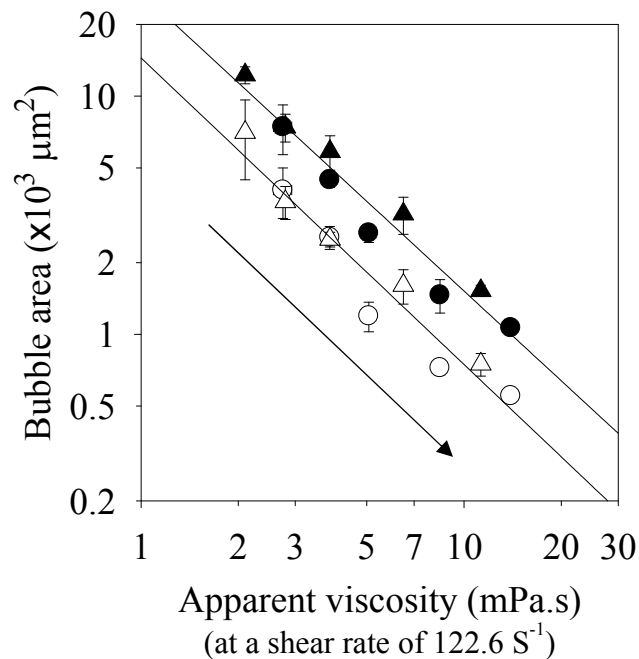 20
10
5
2
1
0.5
0.2
Bubble area (x10³ µm²)
1 2 3 5 7 10 20 30
Apparent viscosity (mPa.s)
(at a shear rate of 122.6 S⁻¹)